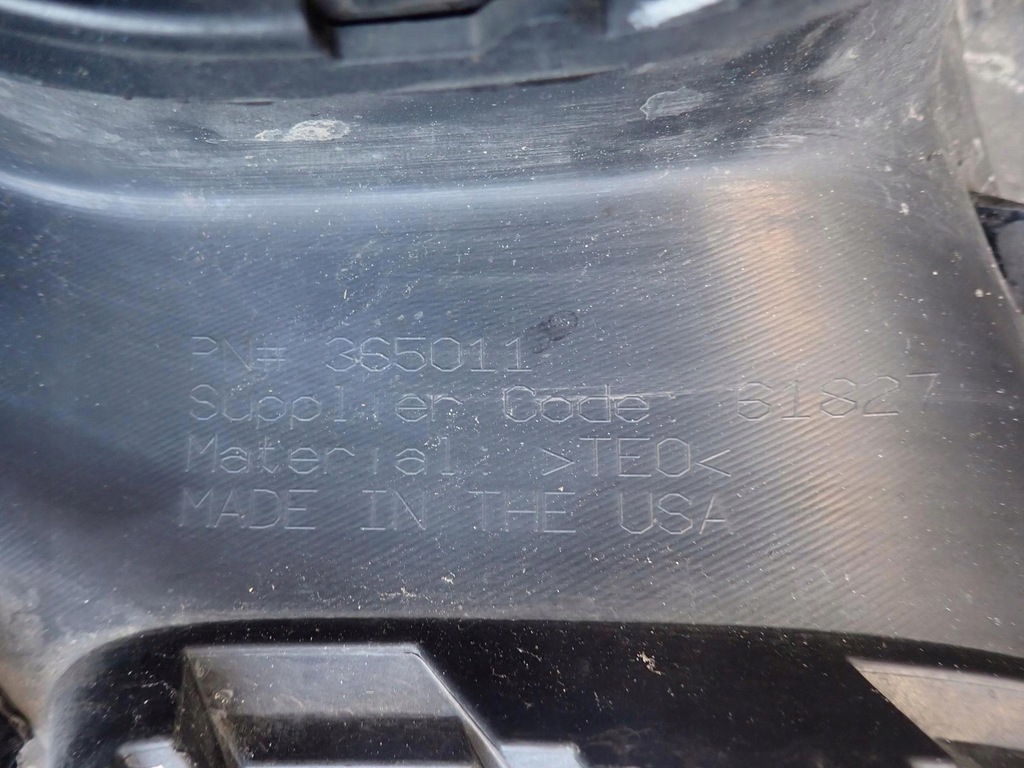 PN# 365011
Supplier Code 61827
Material >TEO<
MADE IN THE USA